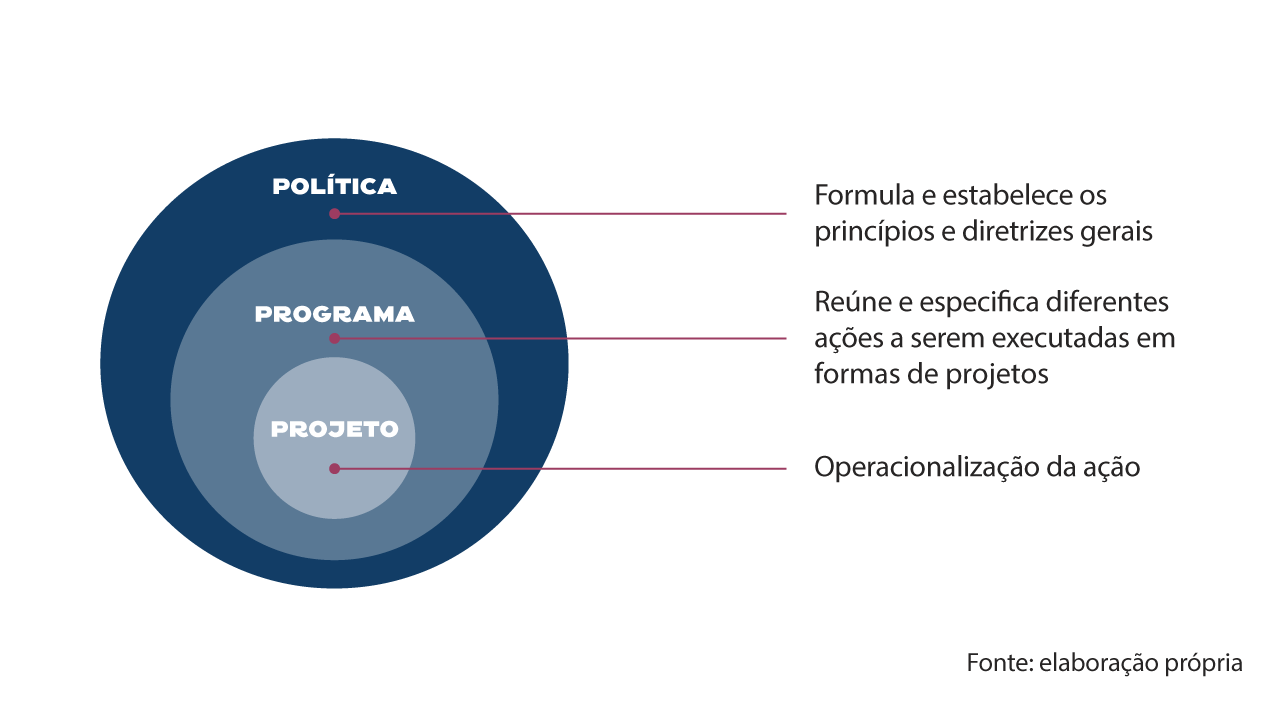 POLÍTICA
Formula e estabelece os
princípios e diretrizes gerais
PROGRAMA
Reúne e especifica diferentes
ações a serem executadas em
formas de projetos
PROJETO
Operacionalização da ação
Fonte: elaboração própria